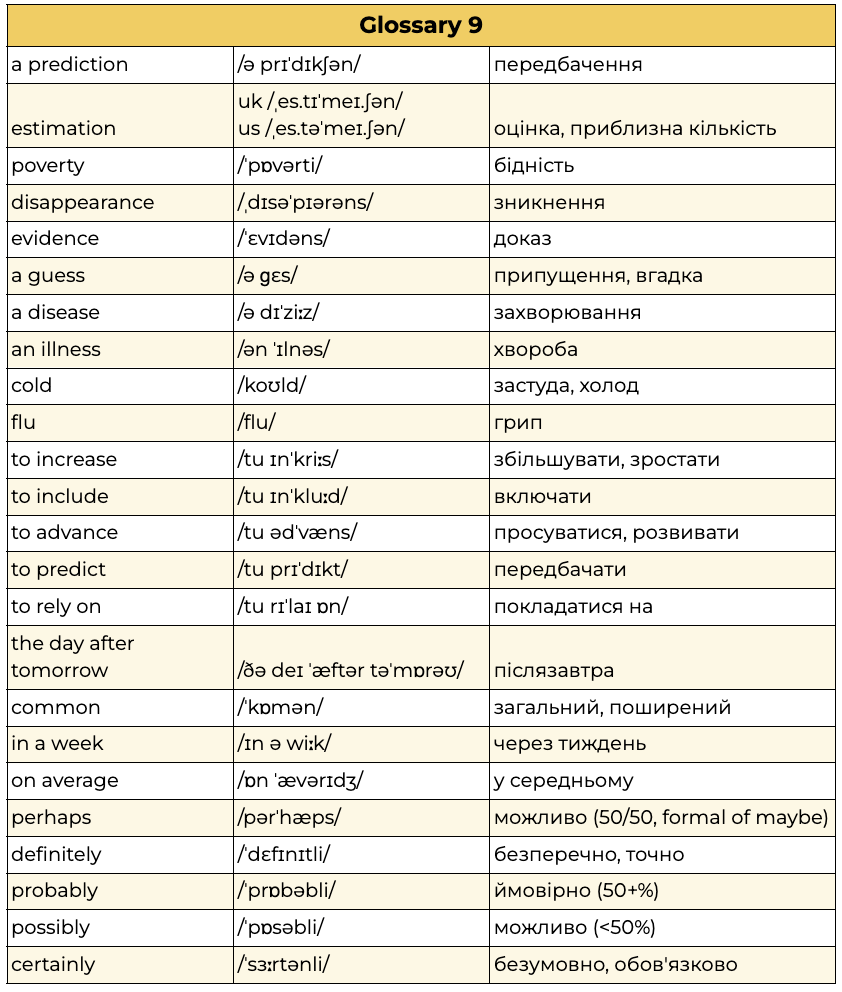 Glossary 9
a prediction /ə prɪˈdɪkʃən/ передбачення
uk /ˌes.tɪˈmeɪ.ʃən/
estimation us /ˌes.təˈmeɪ.ʃən/ оцінка, приблизна кількість
poverty /ˈpɒvərti/ бідність
disappearance /ˌdɪsəˈpɪərəns/ зникнення
evidence /ˈɛvɪdəns/ доказ
a guess /ə ɡɛs/ припущення, вгадка
a disease /ə dɪˈziːz/ захворювання
an illness /ən ˈɪlnəs/ хвороба
cold /koʊld/ застуда, холод
flu /flu/ грип
to increase /tu ɪnˈkriːs/ збільшувати, зростати
to include /tu ɪnˈkluːd/ включати
to advance /tu ədˈvæns/ просуватися, розвивати
to predict /tu prɪˈdɪkt/ передбачати
to rely on /tu rɪˈlaɪ ɒn/ покладатися на
the day after
tomorrow /ðə deɪ ˈæftər təˈmɒrəʊ/ післязавтра
common /ˈkɒmən/ загальний, поширений
in a week /ɪn ə wiːk/ через тиждень
on average /ɒn ˈævərɪdʒ/ у середньому
perhaps /pərˈhæps/ можливо (50/50, formal of maybe)
definitely /ˈdɛfɪnɪtli/ безперечно, точно
probably /ˈprɒbəbli/ ймовірно (50+%)
possibly /ˈpɒsəbli/ можливо (<50%)
certainly /ˈsɜːrtənli/ безумовно, обов'язково